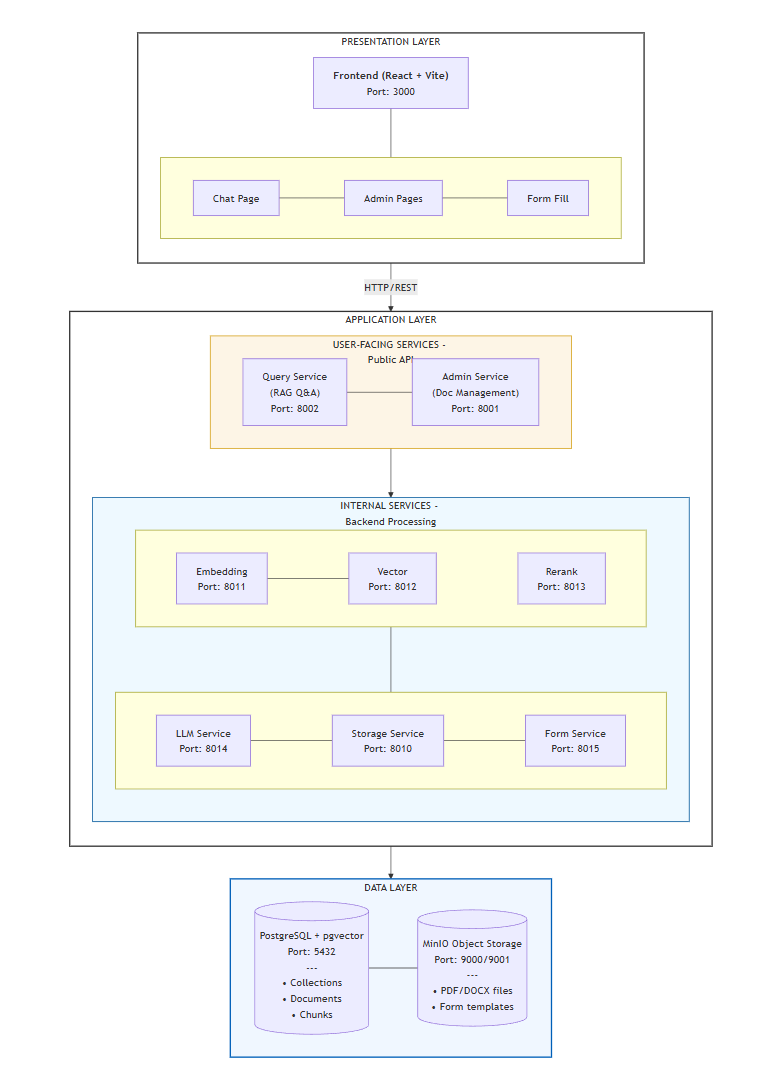 PRESENTATION LAYER
Frontend (React + Vite)
Port: 3000
Chat Page
Admin Pages
Form Fill
HTTP/REST
APPLICATION LAYER
USER-FACING SERVICES -
Public API
Query Service
(RAG Q&A)
Port: 8002
Admin Service
(Doc Management)
Port: 8001
INTERNAL SERVICES -
Backend Processing
Embedding
Port: 8011
Vector
Port: 8012
Rerank
Port: 8013
LLM Service
Port: 8014
Storage Service
Port: 8010
Form Service
Port: 8015
DATA LAYER
PostgreSQL + pgvector
Port: 5432
---
• Collections
• Documents
• Chunks
MinIO Object Storage
Port: 9000/9001
---
• PDF/DOCX files
• Form templates